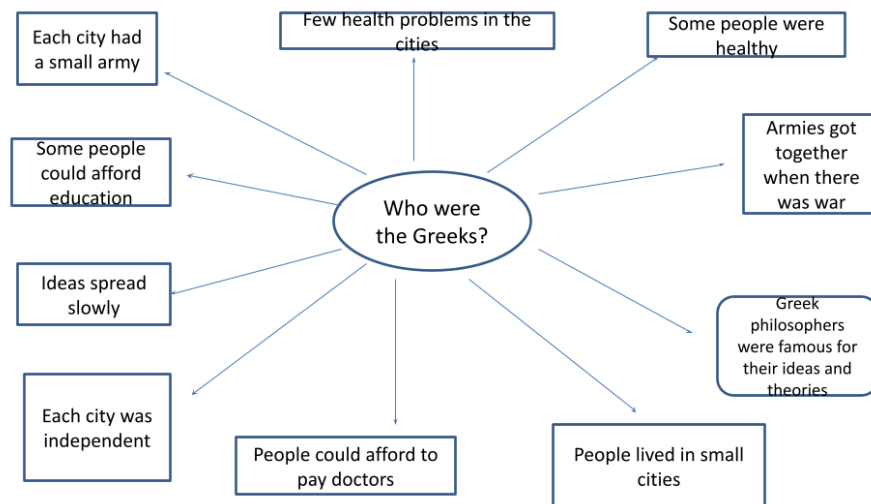 Each city had
a small army
Few health problems in the
cities
Some people were
healthy
Some people
could afford
education
Armies got
together
when there
was war
Who were
the Greeks?
Ideas spread
slowly
Greek
philosophers
were famous for
their ideas and
theories
Each city was
independent
People could afford to
pay doctors
People lived in small
cities